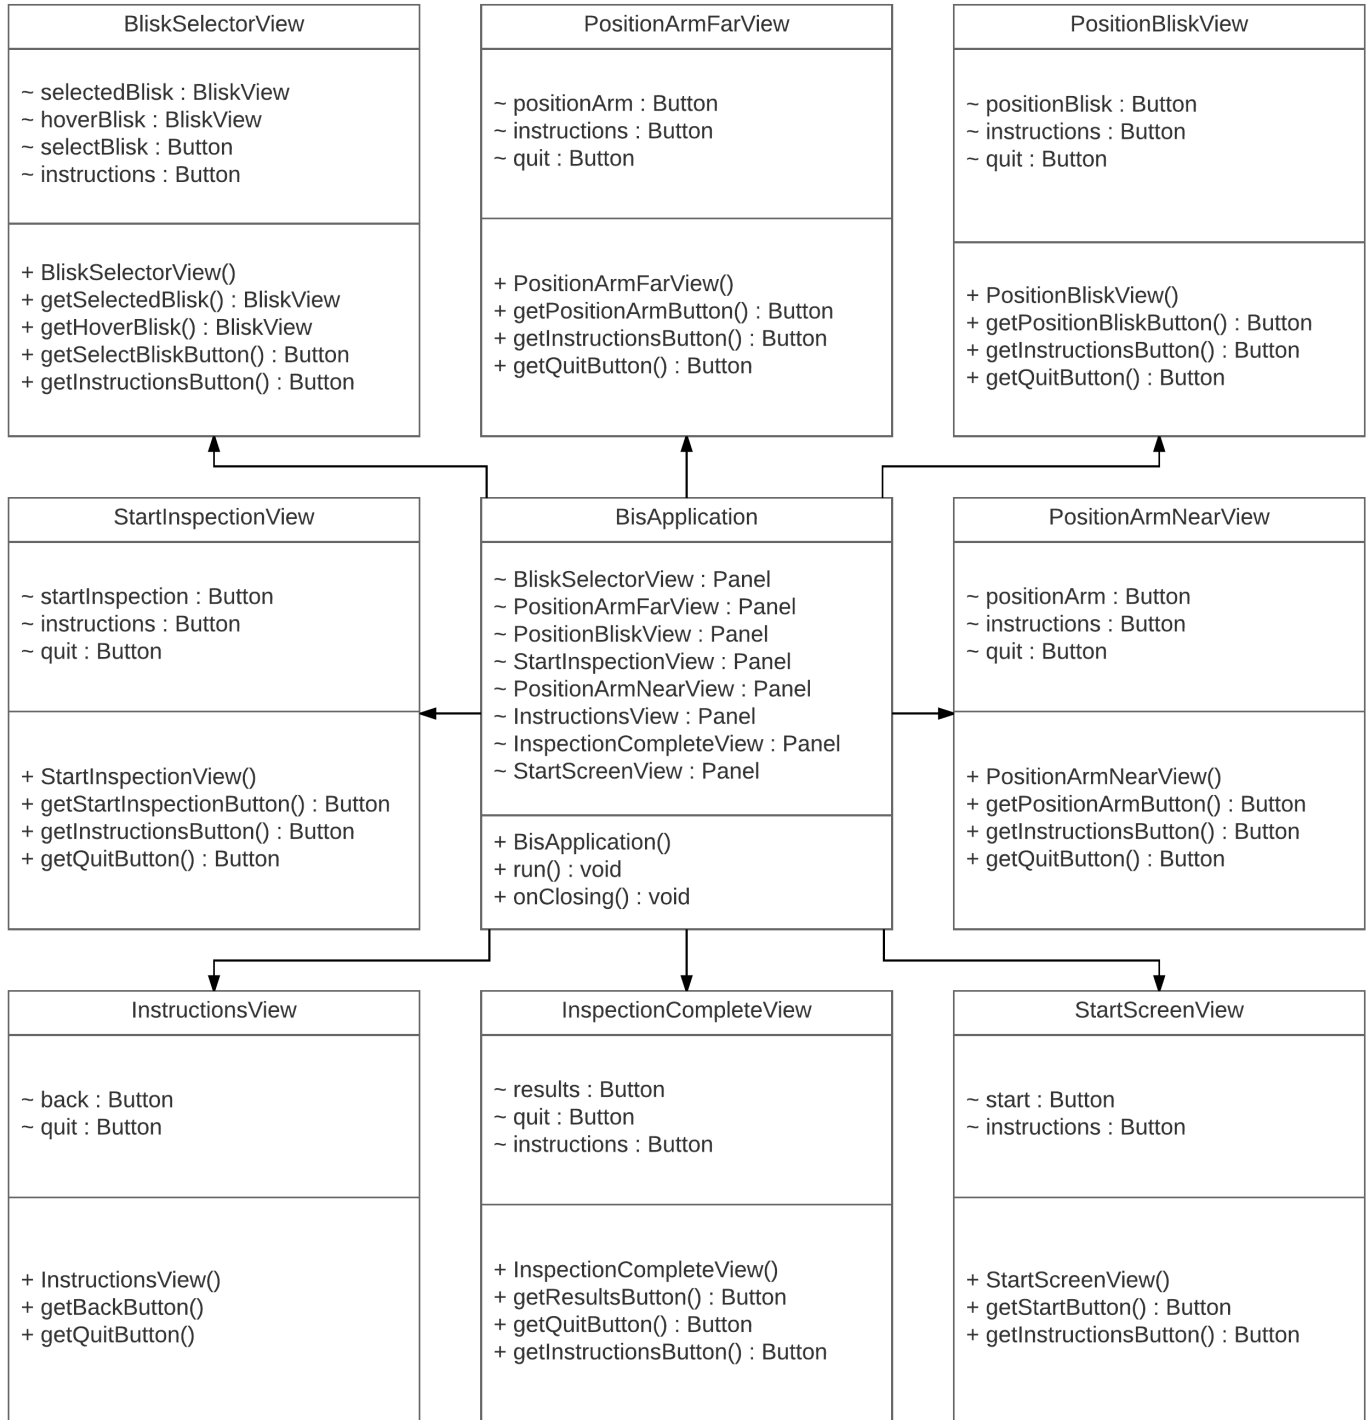 BliskSelectorView
~ selectedBlisk : BliskView
~ hoverBlisk : BliskView
~ selectBlisk : Button
~ instructions : Button
+ BliskSelectorView()
+ getSelectedBlisk() : BliskView
+ getHoverBlisk() : BliskView
+ getSelectBliskButton() : Button
+ getInstructionsButton() : Button
PositionArmFarView
~ positionArm : Button
~ instructions : Button
~ quit : Button
+ PositionArmFarView()
+ getPositionArmButton() : Button
+ getInstructionsButton() : Button
+ getQuitButton() : Button
PositionBliskView
~ positionBlisk : Button
~ instructions : Button
~ quit : Button
+ PositionBliskView()
+ getPositionBliskButton() : Button
+ getInstructionsButton() : Button
+ getQuitButton() : Button
StartInspectionView
~ startInspection : Button
~ instructions : Button
~ quit : Button
+ StartInspectionView()
+ getStartInspectionButton() : Button
+ getInstructionsButton() : Button
+ getQuitButton() : Button
BisApplication
~ BliskSelectorView : Panel
~ PositionArmFarView : Panel
~ PositionBliskView : Panel
~ StartInspectionView : Panel
~ PositionArmNearView : Panel
~ InstructionsView : Panel
~ InspectionCompleteView : Panel
~ StartScreenView : Panel
+ BisApplication()
+ run() : void
+ onClosing() : void
PositionArmNearView
~ positionArm : Button
~ instructions : Button
~ quit : Button
+ PositionArmNearView()
+ getPositionArmButton() : Button
+ getInstructionsButton() : Button
+ getQuitButton() : Button
InstructionsView
~ back : Button
~ quit : Button
+ InstructionsView()
+ getBackButton()
+ getQuitButton()
InspectionCompleteView
~ results : Button
~ quit : Button
~ instructions : Button
+ InspectionCompleteView()
+ getResultsButton() : Button
+ getQuitButton() : Button
+ getInstructionsButton() : Button
StartScreenView
~ start : Button
~ instructions : Button
+ StartScreenView()
+ getStartButton() : Button
+ getInstructionsButton() : Button